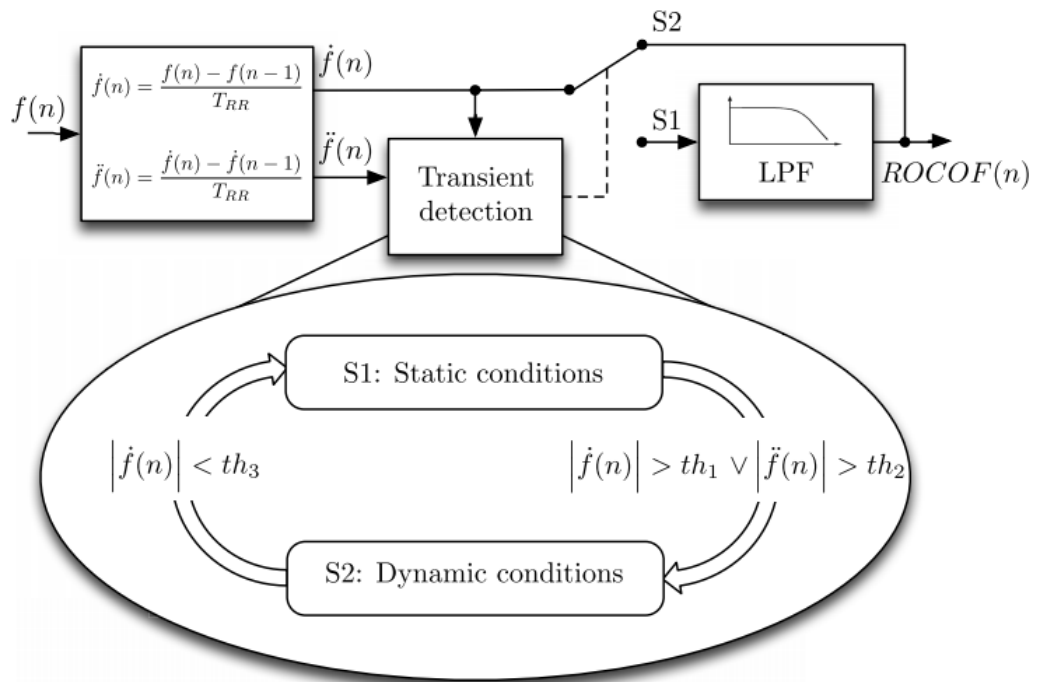 S2
ḟ(n)
ḟ(n) = (f(n) − f(n − 1)) / T_RR
f(n)
f̈(n) = (ḟ(n) − ḟ(n − 1)) / T_RR
f̈(n)
S1
Transient
detection
LPF
ROCOF(n)
S1: Static conditions
|ḟ(n)| < th₃
|ḟ(n)| > th₁ ∨ |f̈(n)| > th₂
S2: Dynamic conditions